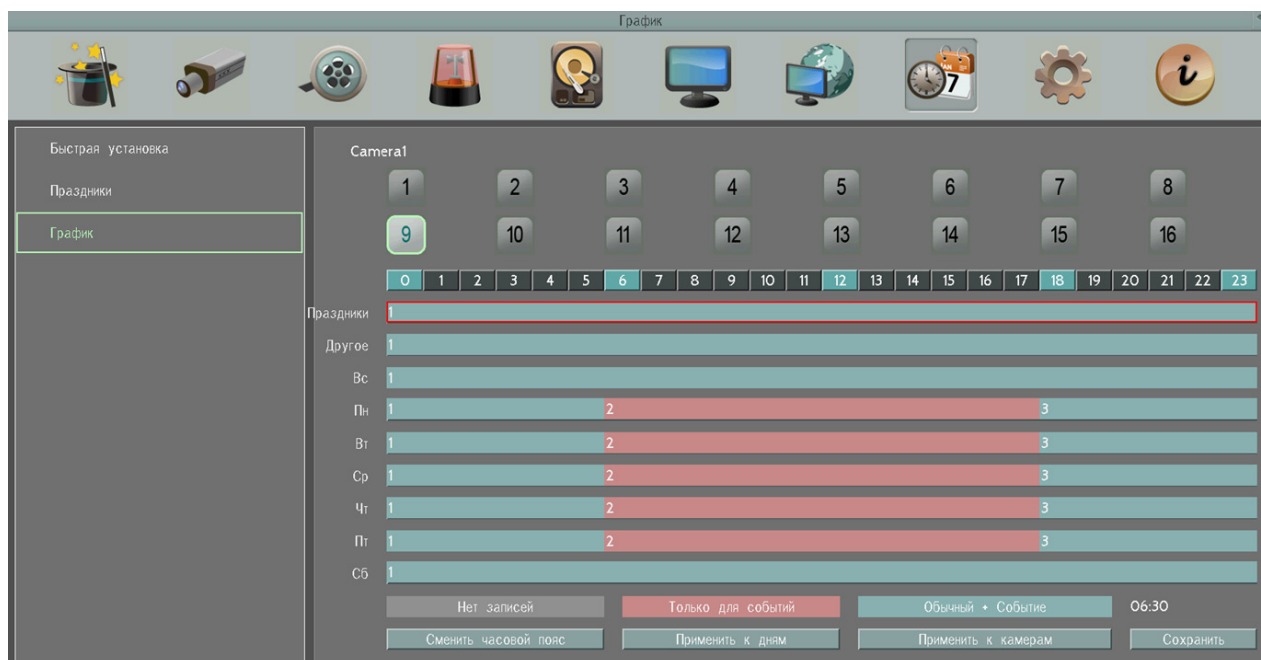 График
JAN
7
i
Быстрая установка
Праздники
График
Camera1
1 2 3 4 5 6 7 8
9 10 11 12 13 14 15 16
0 1 2 3 4 5 6 7 8 9 10 11 12 13 14 15 16 17 18 19 20 21 22 23
Праздники 1
Другое 1
Вс 1
Пн 1 2 3
Вт 1 2 3
Ср 1 2 3
Чт 1 2 3
Пт 1 2 3
Сб 1
Нет записей Только для событий Обычный + Событие 06:30
Сменить часовой пояс Применить к дням Применить к камерам Сохранить